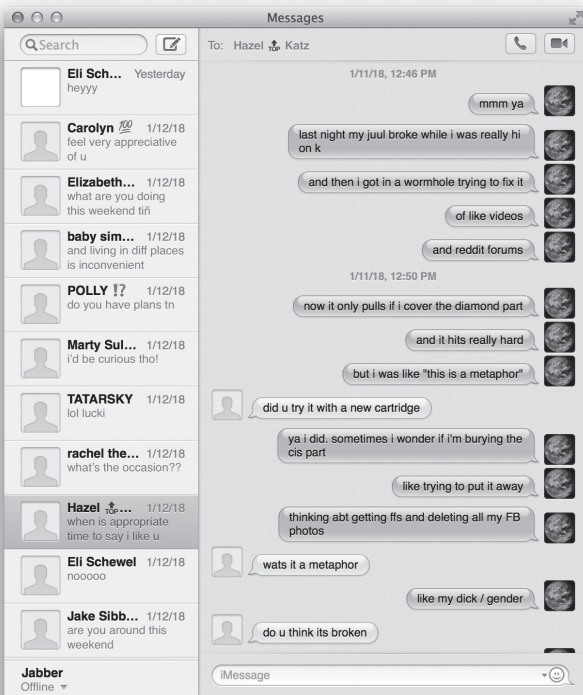 Messages
Search
To: Hazel 🔝 Katz
Eli Sch... Yesterday
heyyy
Carolyn 💯 1/12/18
feel very appreciative
of u
Elizabeth... 1/12/18
what are you doing
this weekend tiñ
baby sim... 1/12/18
and living in diff places
is inconvenient
POLLY ⁉️ 1/12/18
do you have plans tn
Marty Sul... 1/12/18
i'd be curious tho!
TATARSKY 1/12/18
lol lucki
rachel the... 1/12/18
what's the occasion??
Hazel 🔝... 1/12/18
when is appropriate
time to say i like u
Eli Schewel 1/12/18
nooooo
Jake Sibb... 1/12/18
are you around this
weekend
Jabber
Offline
1/11/18, 12:46 PM
mmm ya
last night my juul broke while i was really hi
on k
and then i got in a wormhole trying to fix it
of like videos
and reddit forums
1/11/18, 12:50 PM
now it only pulls if i cover the diamond part
and it hits really hard
but i was like "this is a metaphor"
did u try it with a new cartridge
ya i did. sometimes i wonder if i'm burying the
cis part
like trying to put it away
thinking abt getting ffs and deleting all my FB
photos
wats it a metaphor
like my dick / gender
do u think its broken
iMessage